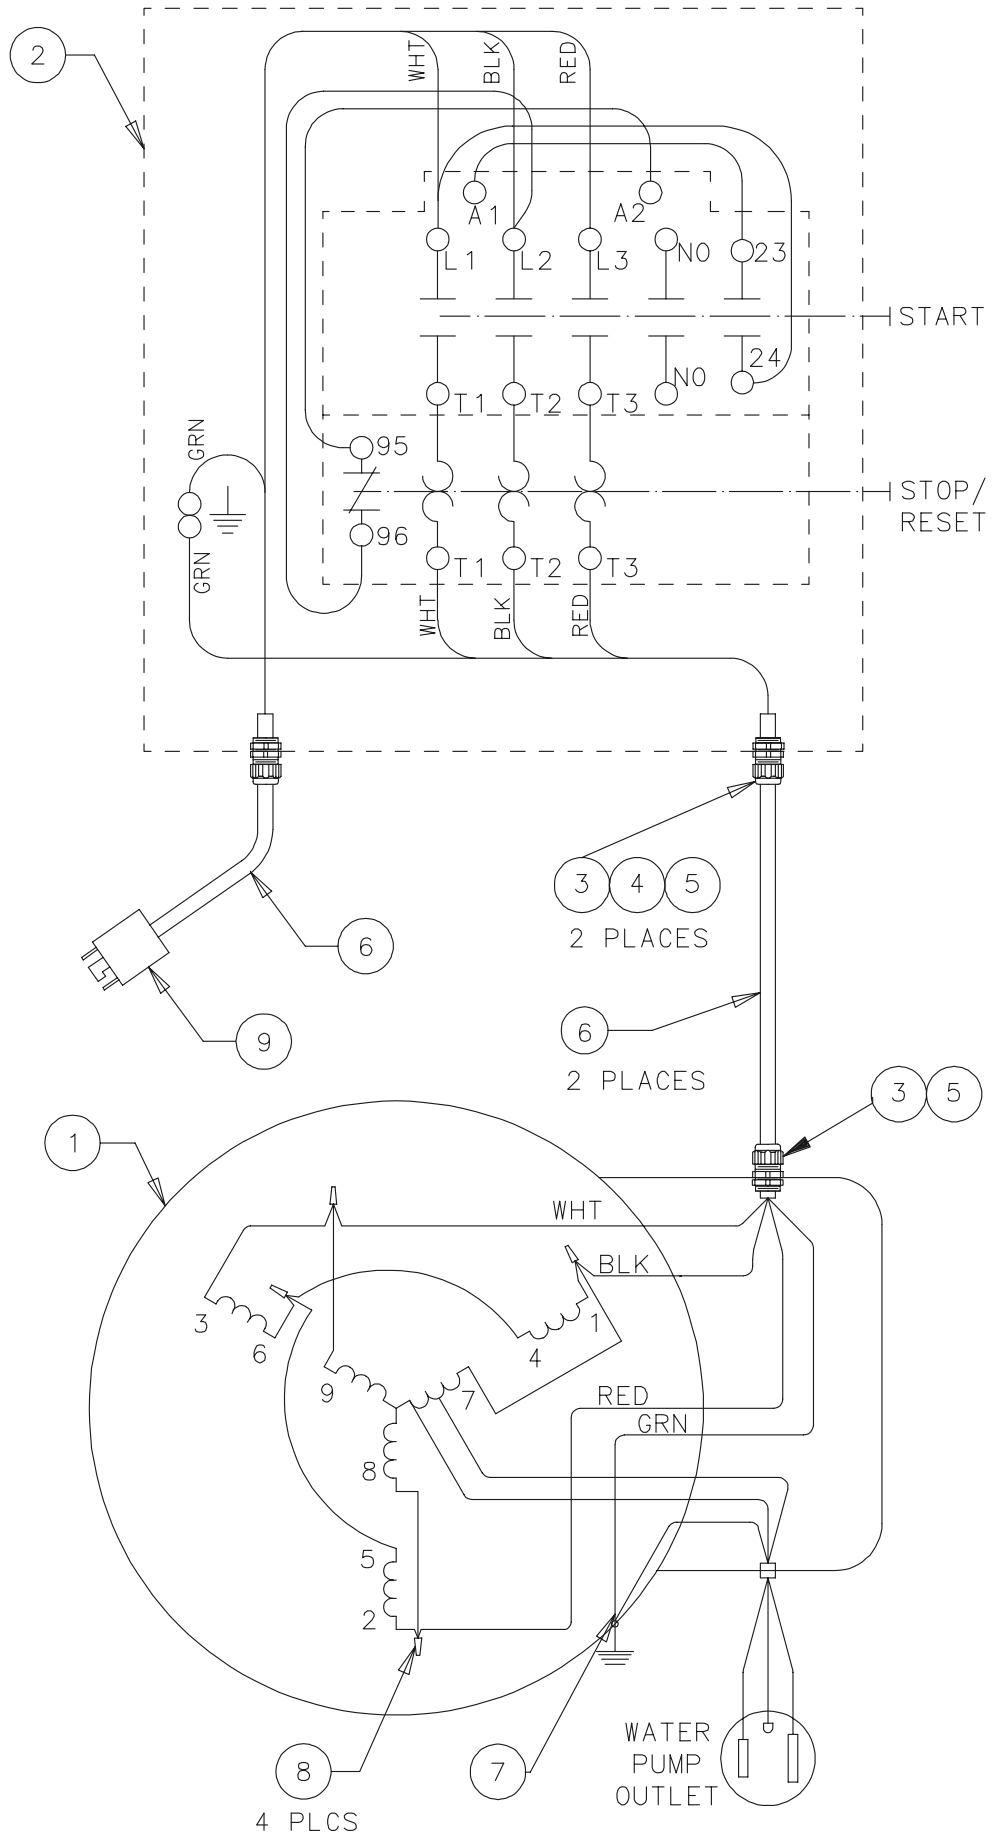 2
WHT
BLK
RED
A1
A2
L1
L2
L3
NO
23
START
24
T1
T2
T3
NO
GRN
95
STOP/
RESET
96
GRN
T1
T2
T3
WHT
BLK
RED
3 4 5
2 PLACES
6
9
6
2 PLACES
3 5
1
WHT
BLK
3
6
1
4
9
7
RED
GRN
8
5
2
8
4 PLCS
7
WATER
PUMP
OUTLET